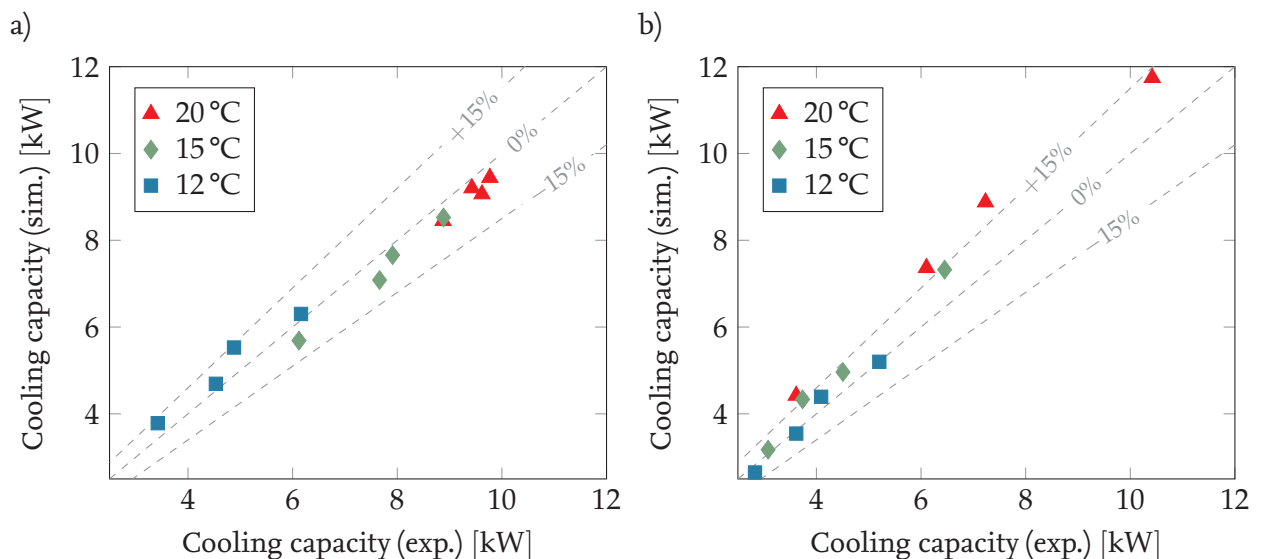 a)
Cooling capacity (sim.) [kW]
12
10
8
6
4
20 °C
15 °C
12 °C
+15%
0%
−15%
4 6 8 10 12
Cooling capacity (exp.) [kW]
b)
Cooling capacity (sim.) [kW]
12
10
8
6
4
20 °C
15 °C
12 °C
+15%
0%
−15%
4 6 8 10 12
Cooling capacity (exp.) [kW]